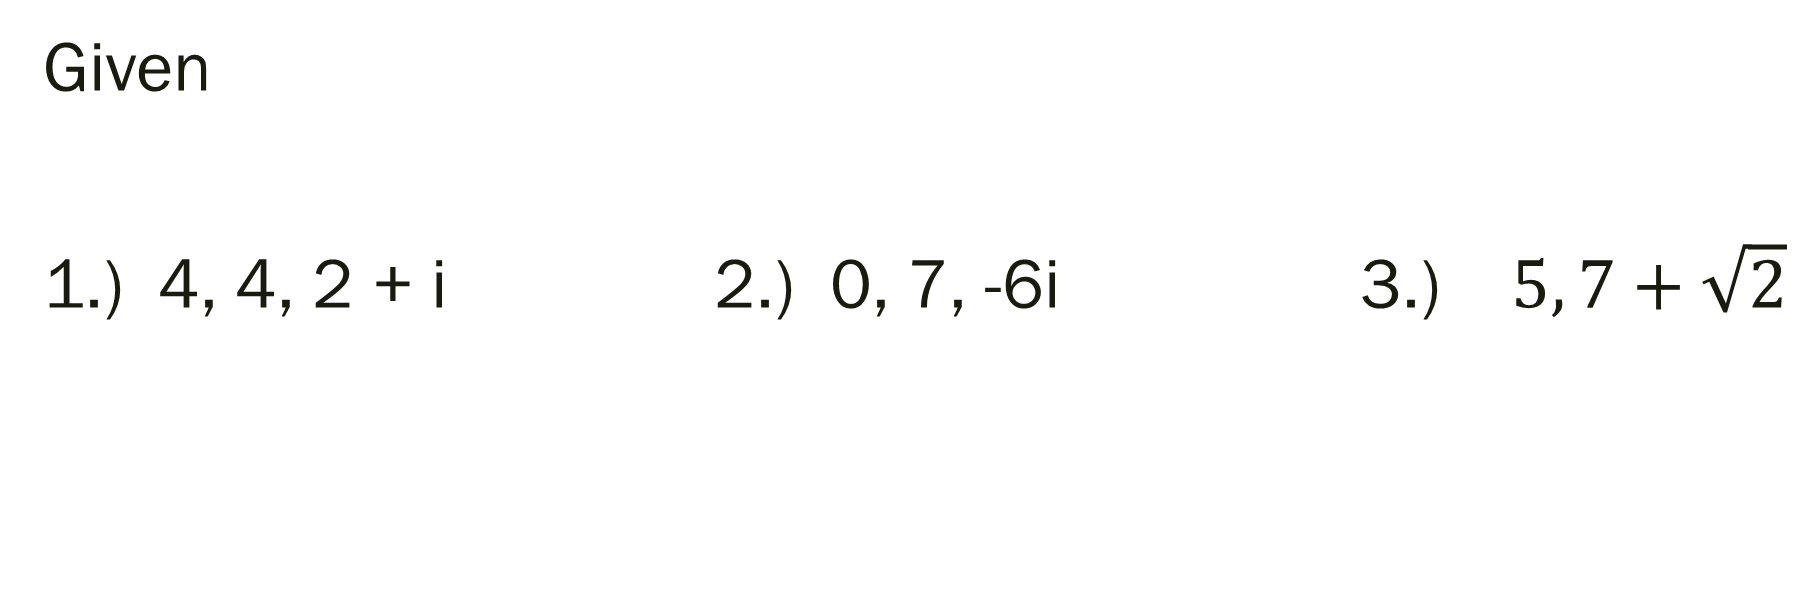 Given
1.) 4, 4, 2 + i 2.) 0, 7, -6i 3.) 5, 7 + √2